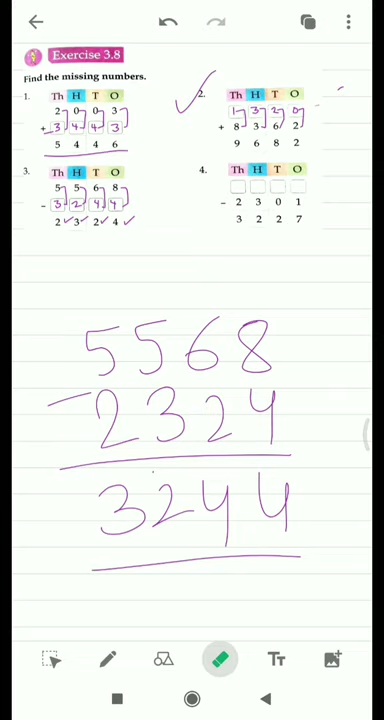 Exercise 3.8
Find the missing numbers.
1. Th H T O
2 0 0 3
+ 3 4 4 3
5 4 4 6
2. Th H T O
1 3 2 0
+ 8 3 6 2
9 6 8 2
3. Th H T O
5 5 6 8
- 3 2 4 4
2 3 2 4
4. Th H T O
- 2 3 0 1
3 2 2 7
5568
- 2324
3244
TT